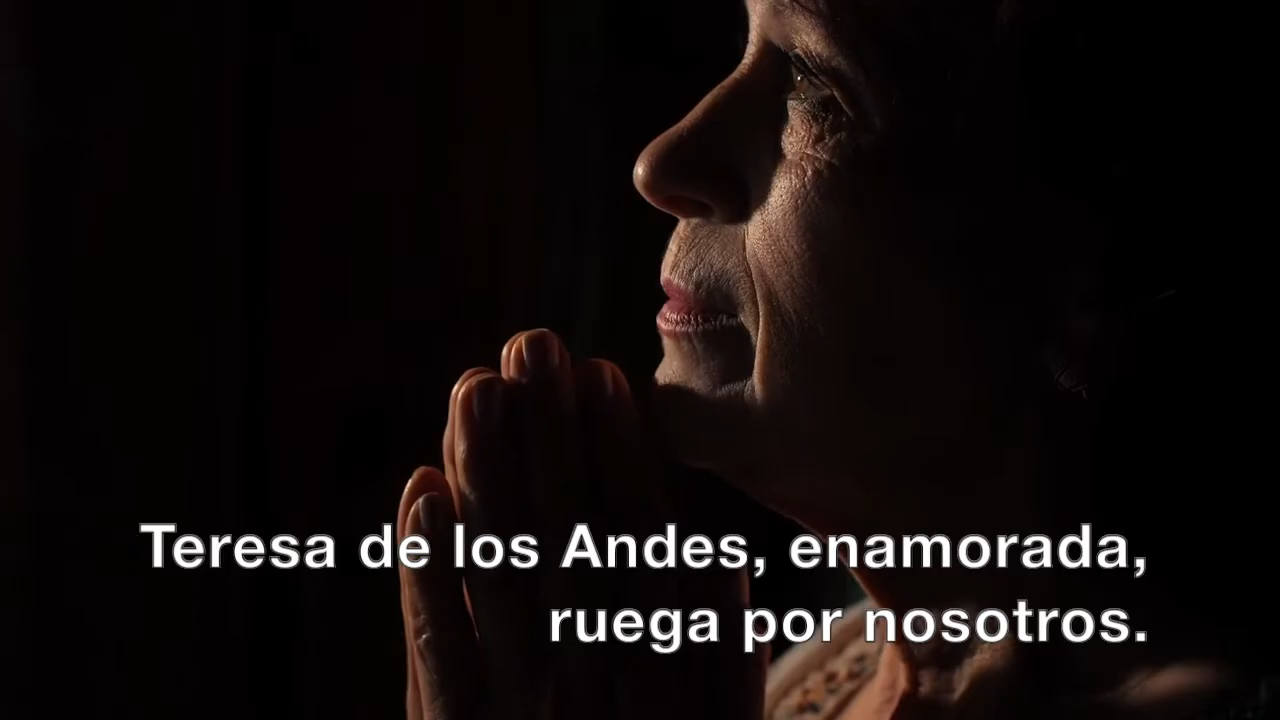 Teresa de los Andes, enamorada,
ruega por nosotros.